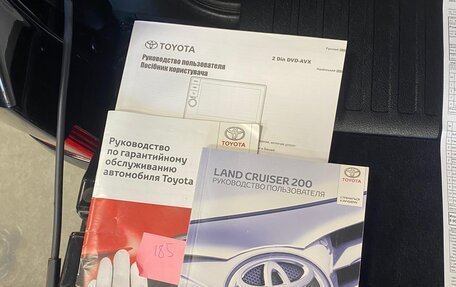 TOYOTA
Руководство пользователя
Посібник користувача
2 Din DVD-AVX
Руководство
по гарантийному
обслуживанию
автомобиля Toyota
TOYOTA
185
LAND CRUISER 200
РУКОВОДСТВО ПОЛЬЗОВАТЕЛЯ
TOYOTA